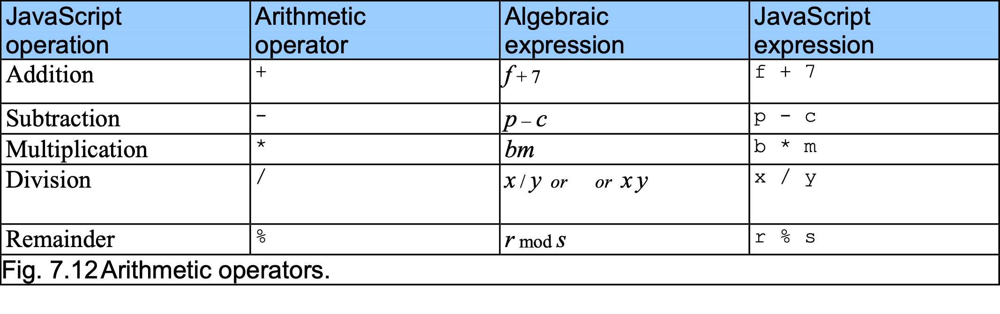 JavaScript operation Arithmetic operator Algebraic expression JavaScript expression
Addition + f + 7 f + 7
Subtraction - p – c p - c
Multiplication * bm b * m
Division / x / y or or x y x / y
Remainder % r mod s r % s
Fig. 7.12 Arithmetic operators.